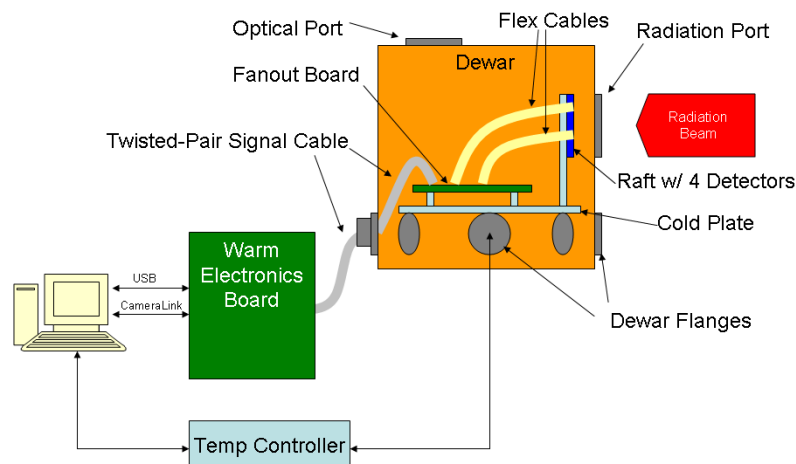 Optical Port
Flex Cables
Radiation Port
Dewar
Fanout Board
Radiation
Beam
Twisted-Pair Signal Cable
Raft w/ 4 Detectors
Cold Plate
Warm
Electronics
Board
USB
CameraLink
Dewar Flanges
Temp Controller